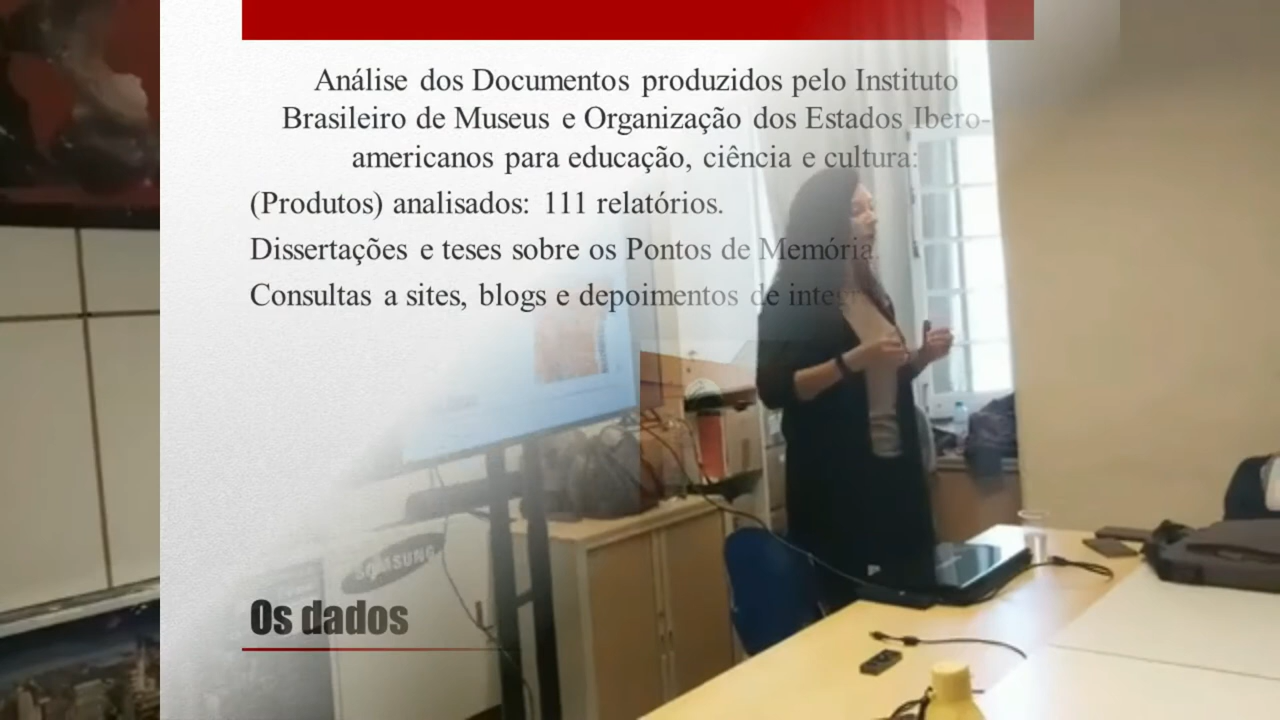 Análise dos Documentos produzidos pelo Instituto
Brasileiro de Museus e Organização dos Estados Ibero-
americanos para educação, ciência e cultura:
(Produtos) analisados: 111 relatórios.
Dissertações e teses sobre os Pontos de Memória
Consultas a sites, blogs e depoimentos de
SAMSUNG
Os dados